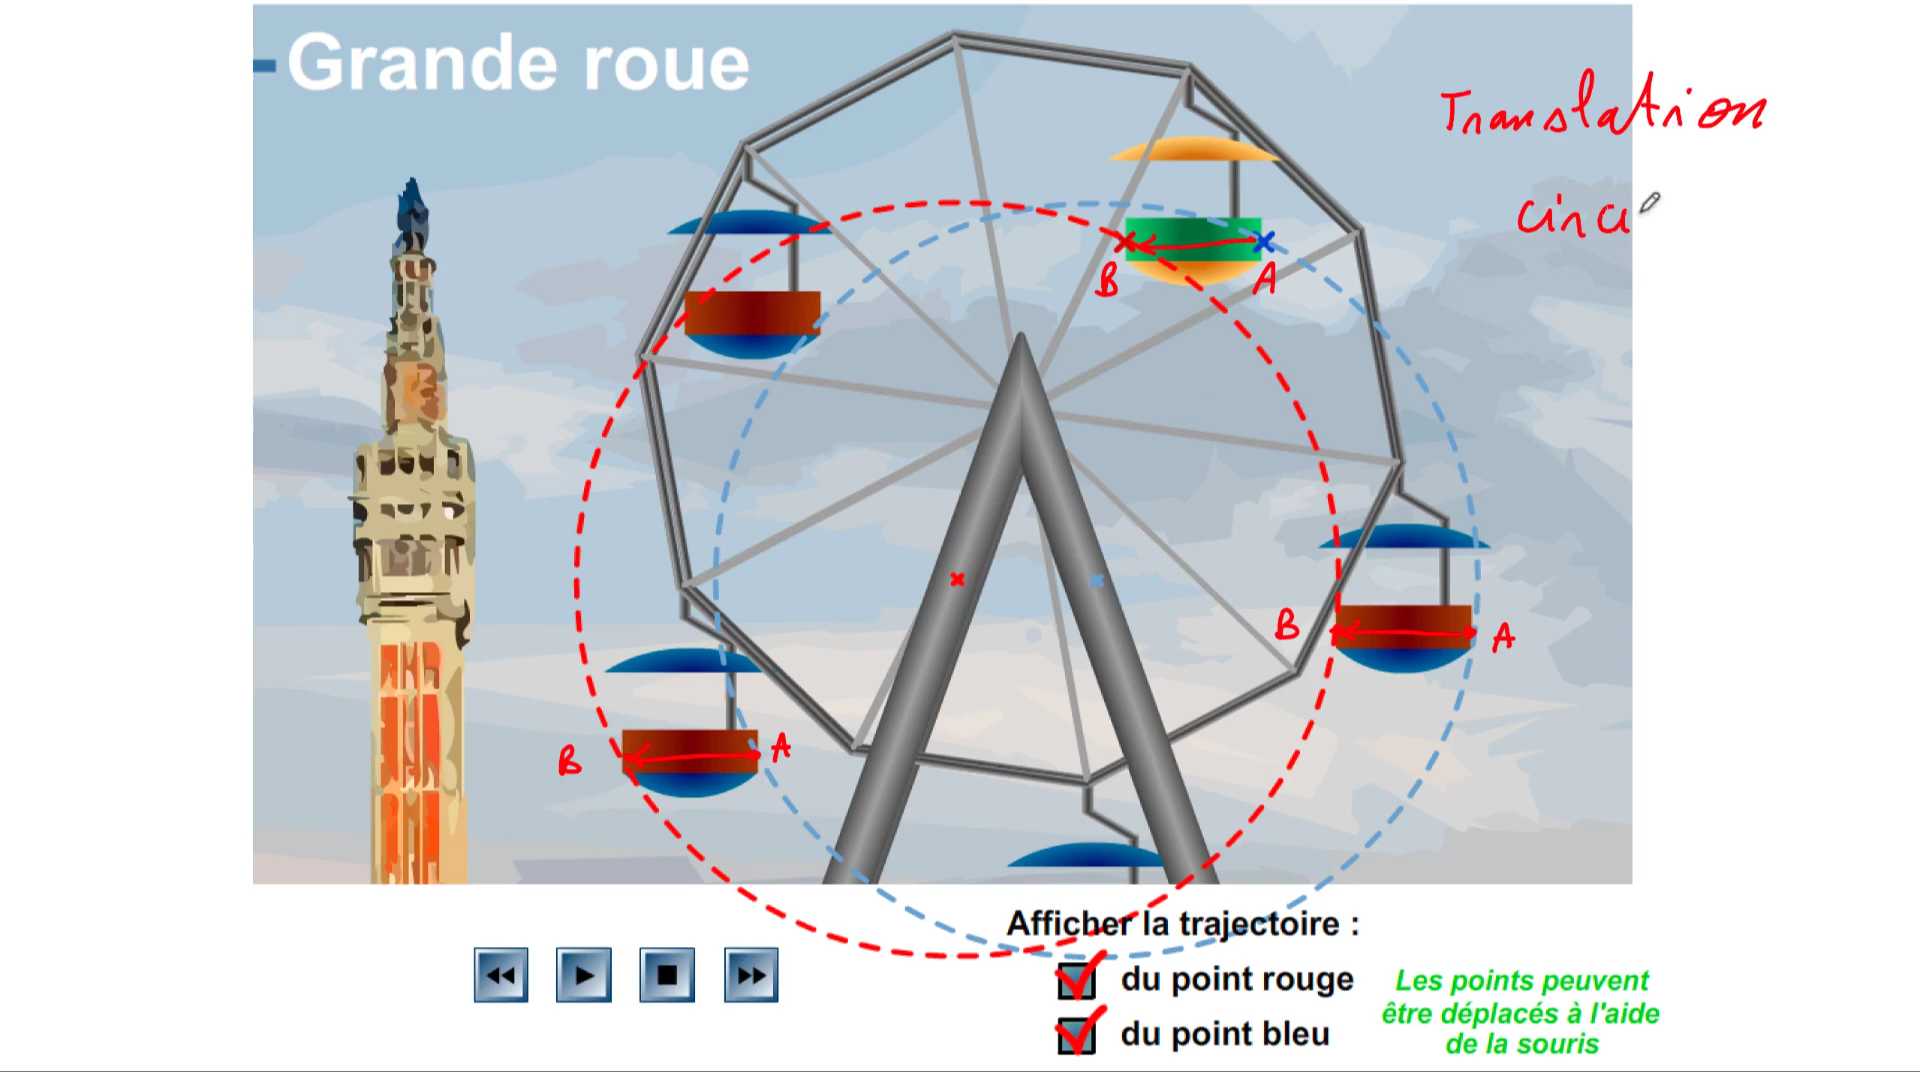 Grande roue
Translation
circ
B
A
B
A
B
A
Afficher la trajectoire :
du point rouge
du point bleu
Les points peuvent
être déplacés à l'aide
de la souris